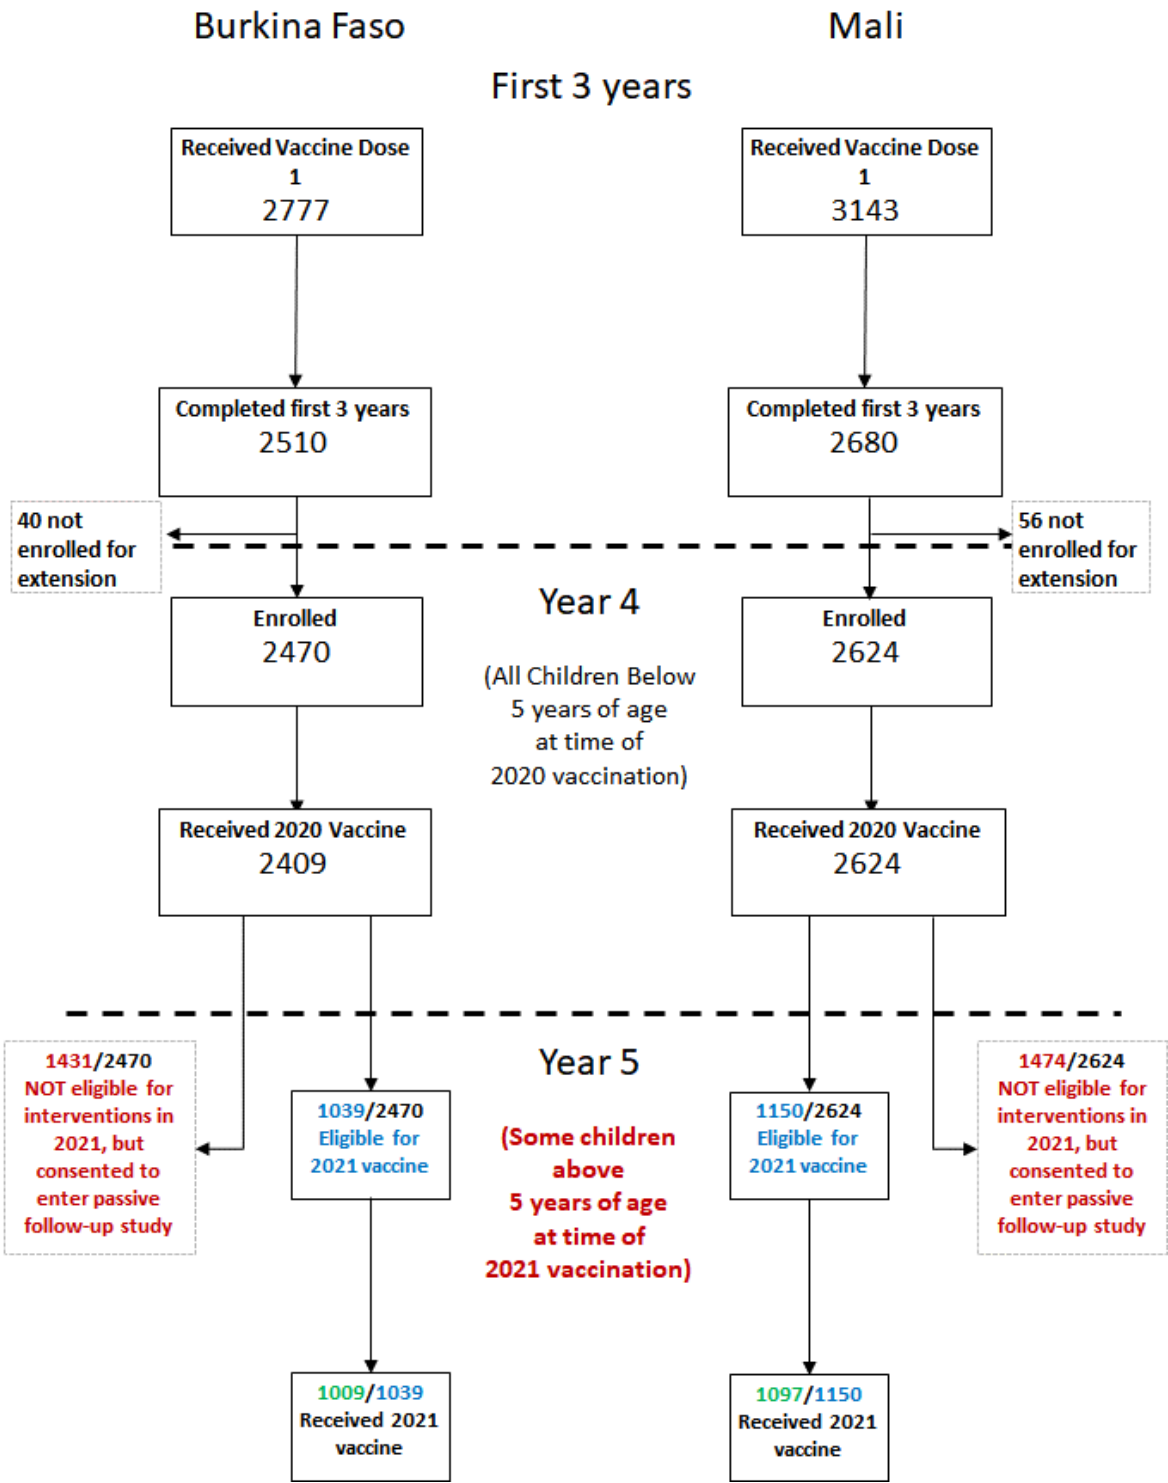 Burkina Faso
Mali
First 3 years
Received Vaccine Dose
1
2777
Received Vaccine Dose
1
3143
Completed first 3 years
2510
Completed first 3 years
2680
40 not
enrolled for
extension
56 not
enrolled for
extension
Enrolled
2470
Year 4
(All Children Below
5 years of age
at time of
2020 vaccination)
Enrolled
2624
Received 2020 Vaccine
2409
Received 2020 Vaccine
2624
1431/2470
NOT eligible for
interventions in
2021, but
consented to
enter passive
follow-up study
1039/2470
Eligible for
2021 vaccine
Year 5
(Some children
above
5 years of age
at time of
2021 vaccination)
1150/2624
Eligible for
2021 vaccine
1474/2624
NOT eligible for
interventions in
2021, but
consented to
enter passive
follow-up study
1009/1039
Received 2021
vaccine
1097/1150
Received 2021
vaccine